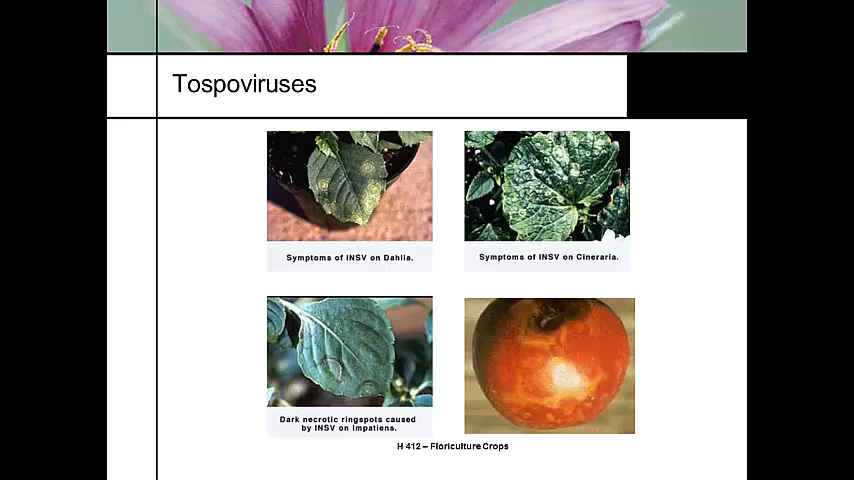 Tospoviruses
Symptoms of INSV on Dahlia.
Symptoms of INSV on Cineraria.
Dark necrotic ringspots caused
by INSV on Impatiens.
H 412 – Floriculture Crops